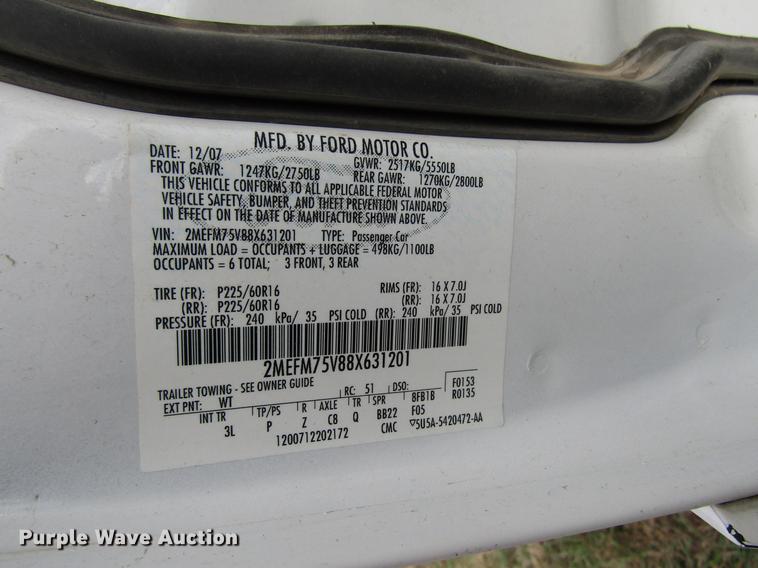 MFD. BY FORD MOTOR CO.
DATE: 12/07 GVWR: 2517KG/5550LB
FRONT GAWR: 1247KG/2750LB REAR GAWR: 1270KG/2800LB
THIS VEHICLE CONFORMS TO ALL APPLICABLE FEDERAL MOTOR
VEHICLE SAFETY, BUMPER, AND THEFT PREVENTION STANDARDS
IN EFFECT ON THE DATE OF MANUFACTURE SHOWN ABOVE.
VIN: 2MEFM75V88X631201 TYPE: Passenger Car
MAXIMUM LOAD = OCCUPANTS + LUGGAGE = 498KG/1100LB
OCCUPANTS = 6 TOTAL; 3 FRONT, 3 REAR
TIRE (FR): P225/60R16 RIMS (FR): 16 X 7.0J
(RR): P225/60R16 (RR): 16 X 7.0J
PRESSURE (FR): 240 kPa/ 35 PSI COLD (RR): 240 kPa/ 35 PSI COLD
2MEFM75V88X631201
TRAILER TOWING - SEE OWNER GUIDE
EXT PNT: WT RC: 51 DSO: F0153
INT TR TP/PS R AXLE TR SPR 8FB1B R0135
3L P Z C8 Q BB22 F05
1200712202172 CMC ▽5U5A-5420472-AA
Purple Wave Auction